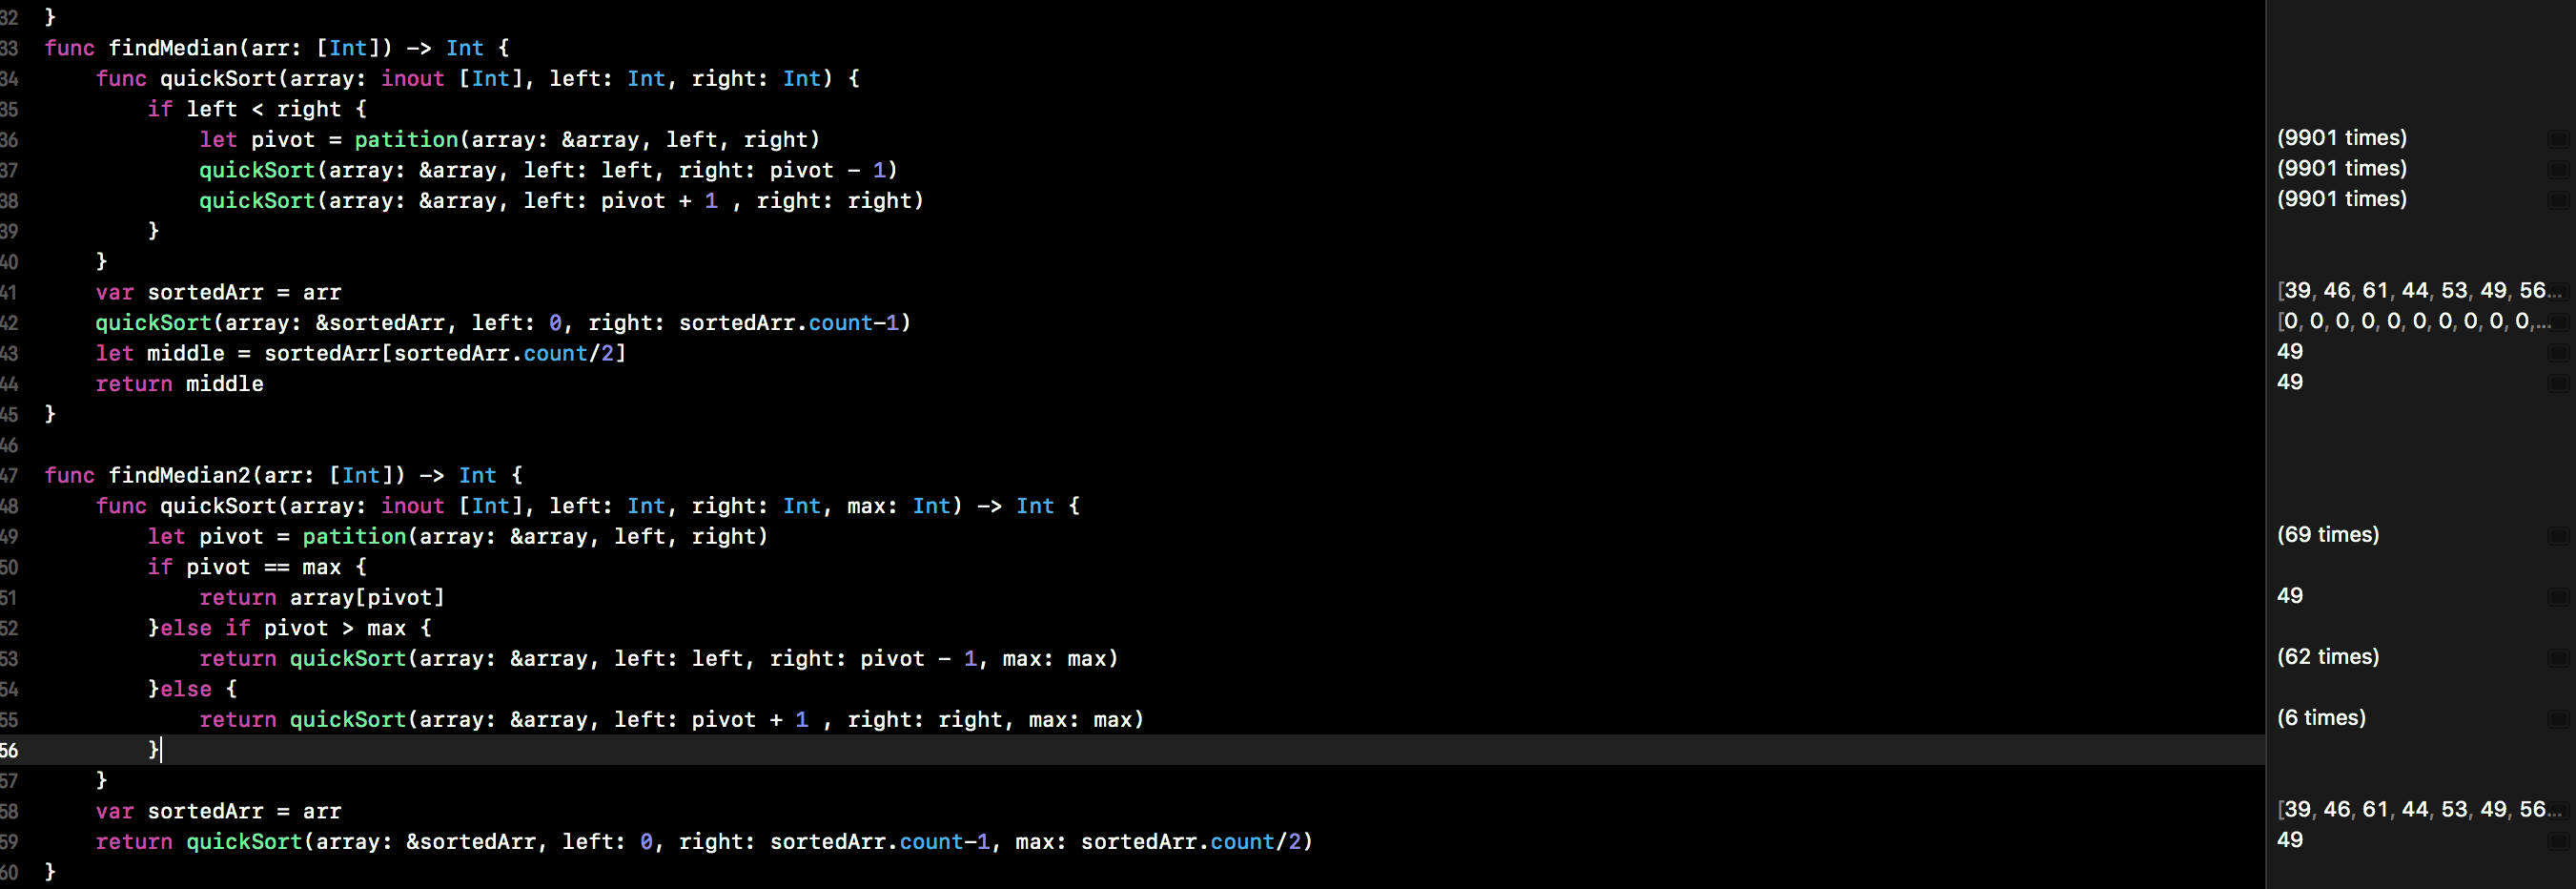 32 }
33 func findMedian(arr: [Int]) -> Int {
34     func quickSort(array: inout [Int], left: Int, right: Int) {
35         if left < right {
36             let pivot = patition(array: &array, left, right) (9901 times)
37             quickSort(array: &array, left: left, right: pivot - 1) (9901 times)
38             quickSort(array: &array, left: pivot + 1 , right: right) (9901 times)
39         }
40     }
41     var sortedArr = arr [39, 46, 61, 44, 53, 49, 56...
42     quickSort(array: &sortedArr, left: 0, right: sortedArr.count-1) [0, 0, 0, 0, 0, 0, 0, 0, 0, 0,...
43     let middle = sortedArr[sortedArr.count/2] 49
44     return middle 49
45 }
46
47 func findMedian2(arr: [Int]) -> Int {
48     func quickSort(array: inout [Int], left: Int, right: Int, max: Int) -> Int {
49         let pivot = patition(array: &array, left, right) (69 times)
50         if pivot == max {
51             return array[pivot] 49
52         }else if pivot > max {
53             return quickSort(array: &array, left: left, right: pivot - 1, max: max) (62 times)
54         }else {
55             return quickSort(array: &array, left: pivot + 1 , right: right, max: max) (6 times)
56         }
57     }
58     var sortedArr = arr [39, 46, 61, 44, 53, 49, 56...
59     return quickSort(array: &sortedArr, left: 0, right: sortedArr.count-1, max: sortedArr.count/2) 49
60 }